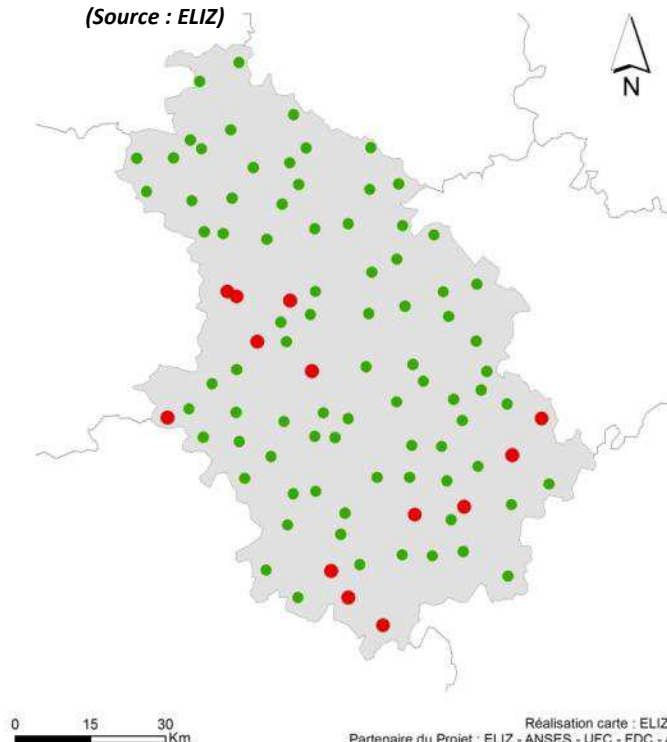 (Source : ELIZ)
N
0 15 30
Km
Réalisation carte : ELIZ
Partenaire du Projet : ELIZ - ANSES - UFC - FDC -